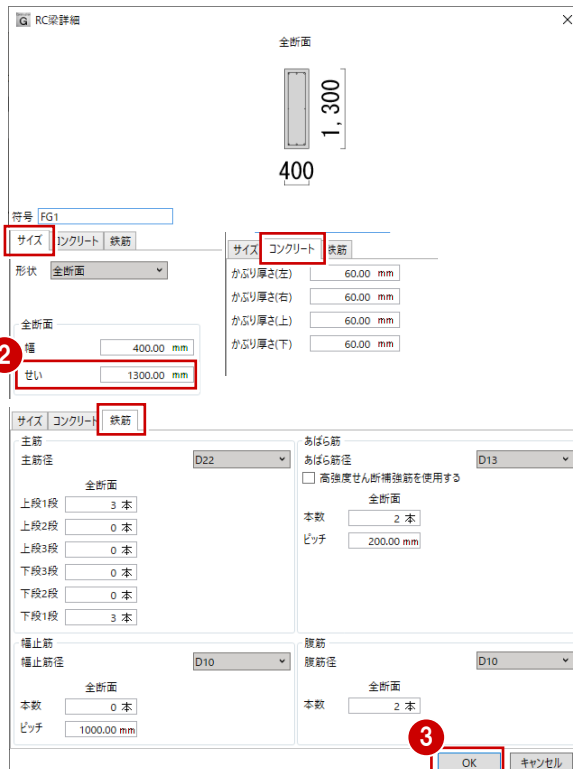 G RC梁詳細 ×
全断面
1,300
400
符号 FG1
サイズ コンクリート 鉄筋
形状 全断面
全断面
2
幅 400.00 mm
せい 1300.00 mm
サイズ コンクリート 鉄筋
かぶり厚さ(左) 60.00 mm
かぶり厚さ(右) 60.00 mm
かぶり厚さ(上) 60.00 mm
かぶり厚さ(下) 60.00 mm
サイズ コンクリート 鉄筋
主筋
主筋径 D22
全断面
上段1段 3 本
上段2段 0 本
上段3段 0 本
下段3段 0 本
下段2段 0 本
下段1段 3 本
あばら筋
あばら筋径 D13
高強度せん断補強筋を使用する
全断面
本数 2 本
ピッチ 200.00 mm
幅止筋
幅止筋径 D10
全断面
本数 0 本
ピッチ 1000.00 mm
腹筋
腹筋径 D10
全断面
本数 2 本
3
OK キャンセル